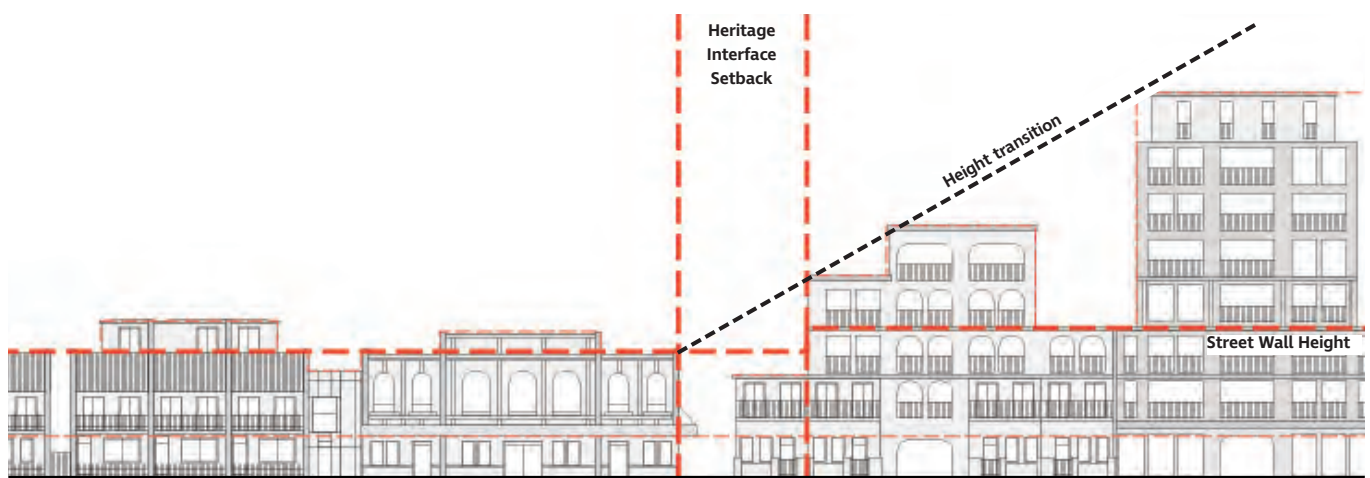 Heritage
Interface
Setback
Height transition
Street Wall Height